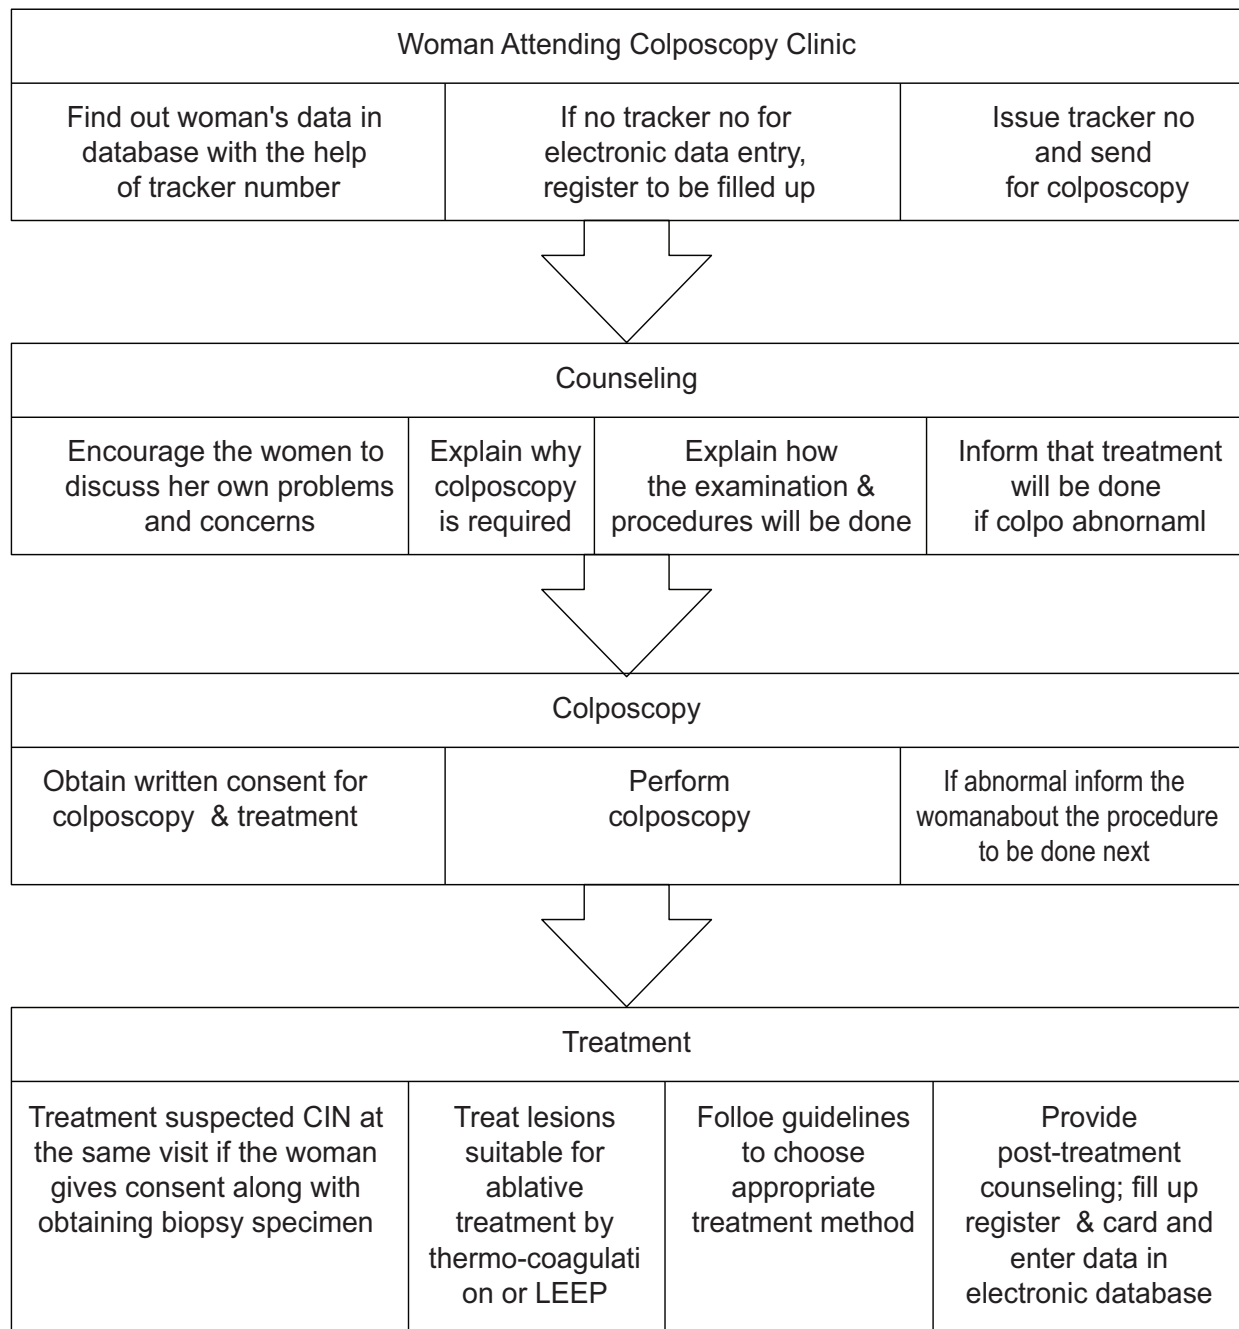 Woman Attending Colposcopy Clinic
Find out woman's data in
database with the help
of tracker number
If no tracker no for
electronic data entry,
register to be filled up
Issue tracker no
and send
for colposcopy
Counseling
Encourage the women to
discuss her own problems
and concerns
Explain why
colposcopy
is required
Explain how
the examination &
procedures will be done
Inform that treatment
will be done
if colpo abnornaml
Colposcopy
Obtain written consent for
colposcopy & treatment
Perform
colposcopy
If abnormal inform the
womanabout the procedure
to be done next
Treatment
Treatment suspected CIN at
the same visit if the woman
gives consent along with
obtaining biopsy specimen
Treat lesions
suitable for
ablative
treatment by
thermo-coagulati
on or LEEP
Folloe guidelines
to choose
appropriate
treatment method
Provide
post-treatment
counseling; fill up
register & card and
enter data in
electronic database